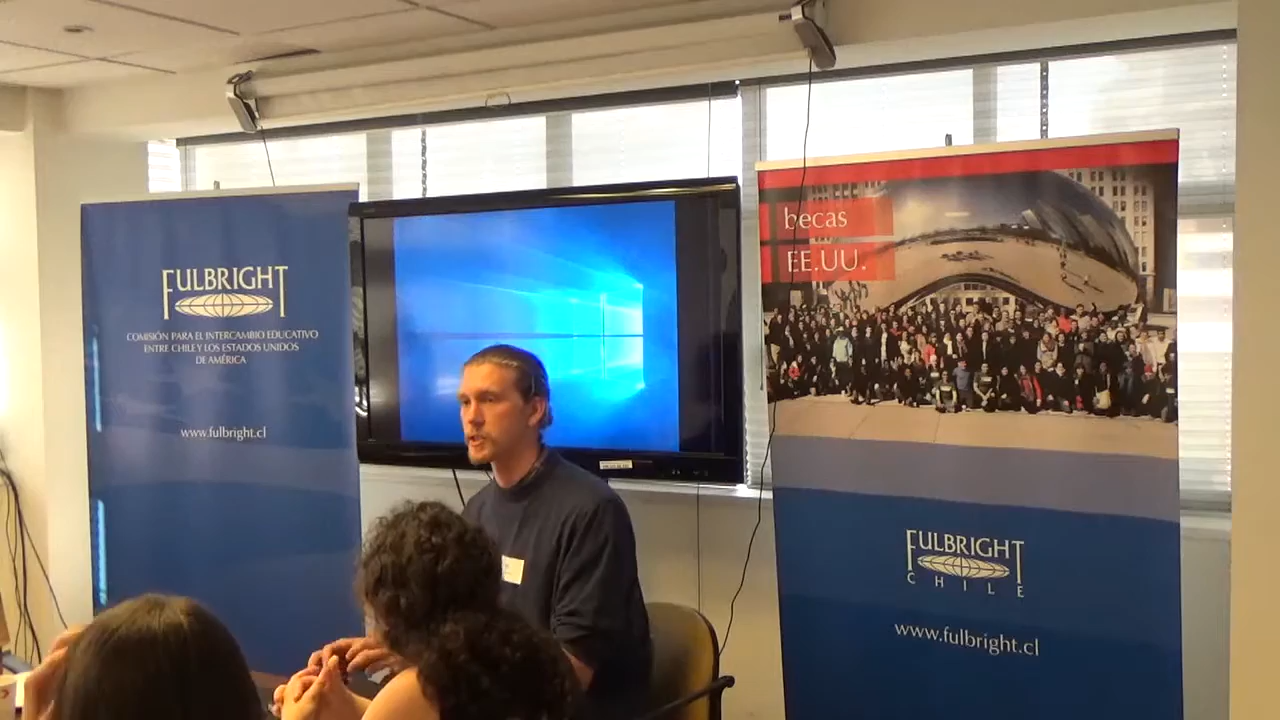 FULBRIGHT
COMISIÓN PARA EL INTERCAMBIO EDUCATIVO
ENTRE CHILE Y LOS ESTADOS UNIDOS
DE AMÉRICA
www.fulbright.cl
becas
EE.UU.
FULBRIGHT
CHILE
www.fulbright.cl